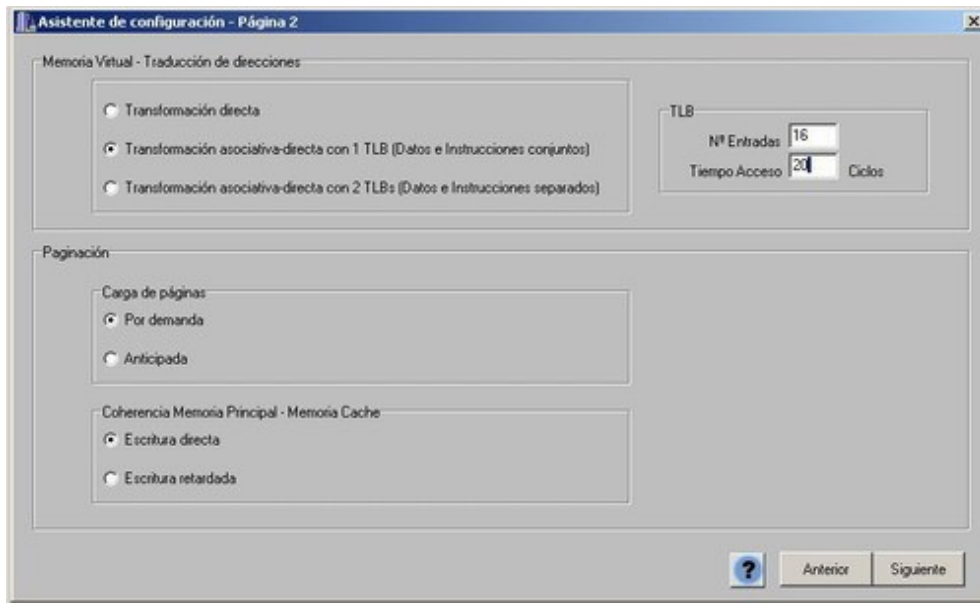 Asistente de configuración - Página 2
Memoria Virtual - Traducción de direcciones
Transformación directa
Transformación asociativa-directa con 1 TLB (Datos e Instrucciones conjuntos)
Transformación asociativa-directa con 2 TLBs (Datos e Instrucciones separados)
TLB
Nº Entradas 16
Tiempo Acceso 20 Ciclos
Paginación
Carga de páginas
Por demanda
Anticipada
Coherencia Memoria Principal - Memoria Cache
Escritura directa
Escritura retardada
? Anterior Siguiente